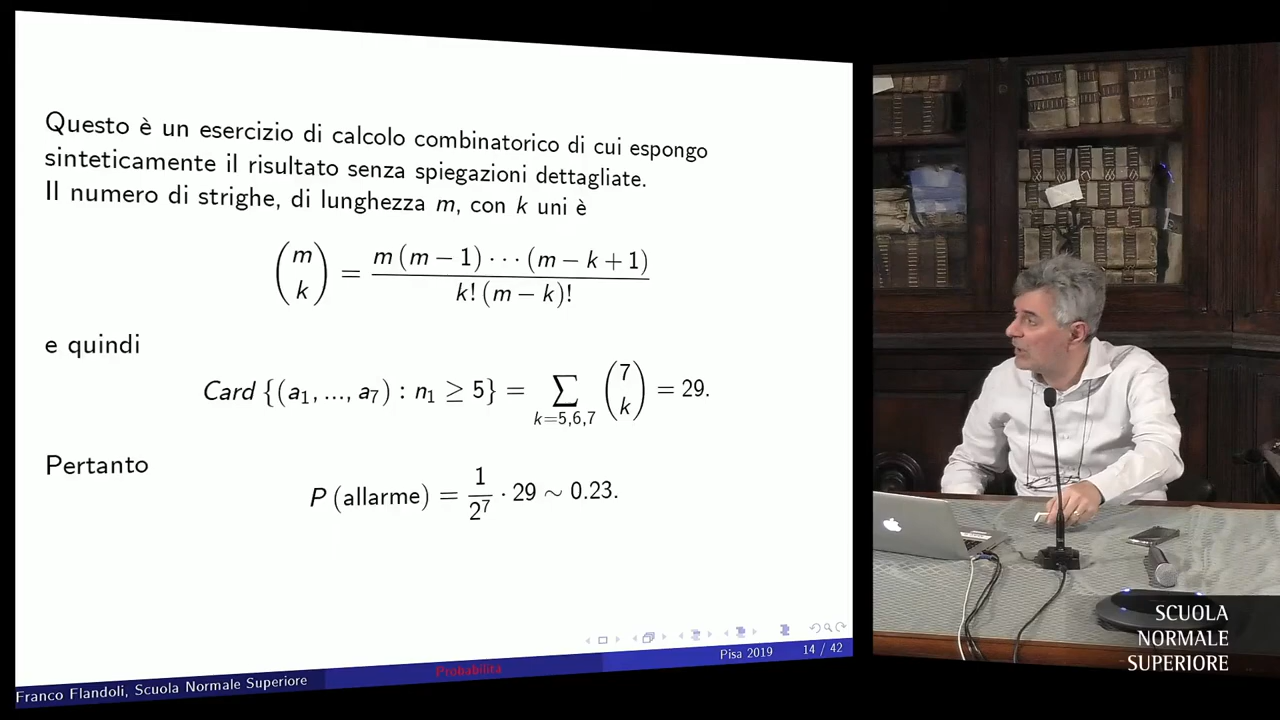 Questo è un esercizio di calcolo combinatorico di cui espongo
sinteticamente il risultato senza spiegazioni dettagliate.
Il numero di strighe, di lunghezza m, con k uni è
(m k) = m (m − 1) · · · (m − k + 1) / k! (m − k)!
e quindi
Card {(a₁, ..., a₇) : n₁ ≥ 5} = ∑ k=5,6,7 (7 k) = 29.
Pertanto
P (allarme) = 1/2⁷ · 29 ∼ 0.23.
Franco Flandoli, Scuola Normale Superiore
Probabilità
Pisa 2019
14 / 42
SCUOLA
NORMALE
SUPERIORE